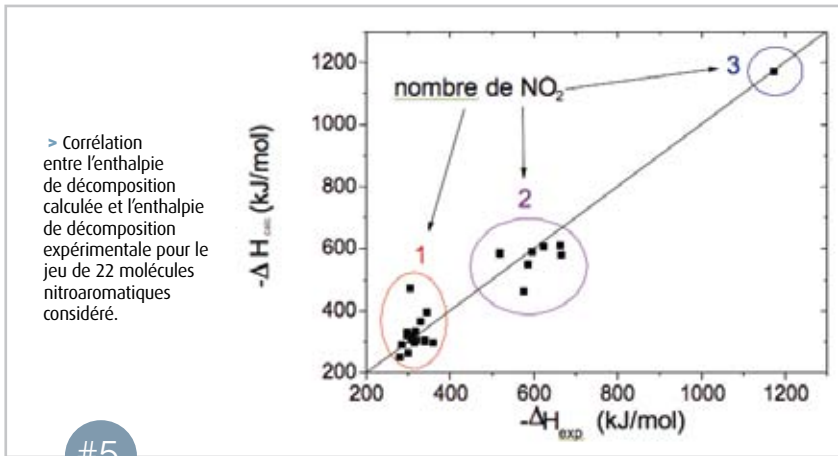 > Corrélation
entre l'enthalpie
de décomposition
calculée et l'enthalpie
de décomposition
expérimentale pour le
jeu de 22 molécules
nitroaromatiques
considéré.
#5
-ΔH calc (kJ/mol)
1200
1000
800
600
400
200
nombre de NO2
1
2
3
200 400 600 800 1000 1200
-ΔHexp (kJ/mol)